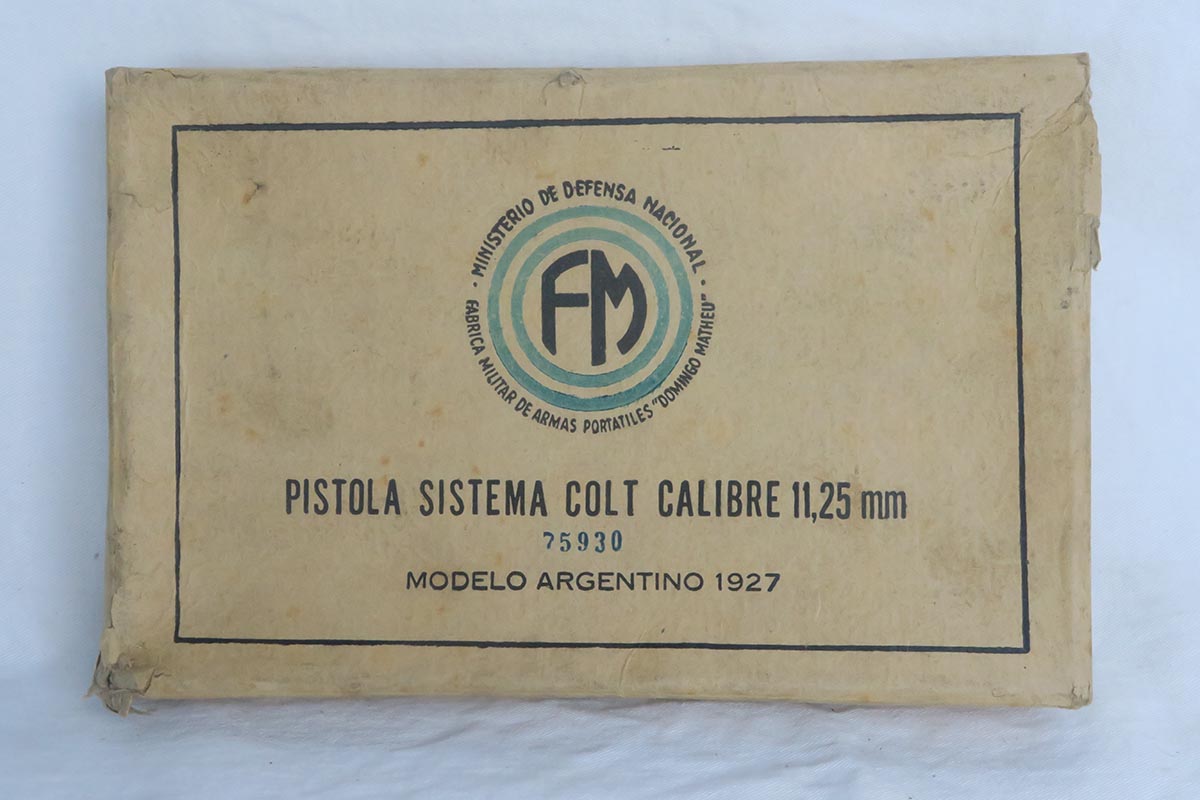 · MINISTERIO DE DEFENSA NACIONAL ·
FABRICA MILITAR DE ARMAS PORTATILES "DOMINGO MATHEU"
FM
PISTOLA SISTEMA COLT CALIBRE 11,25 mm
75930
MODELO ARGENTINO 1927